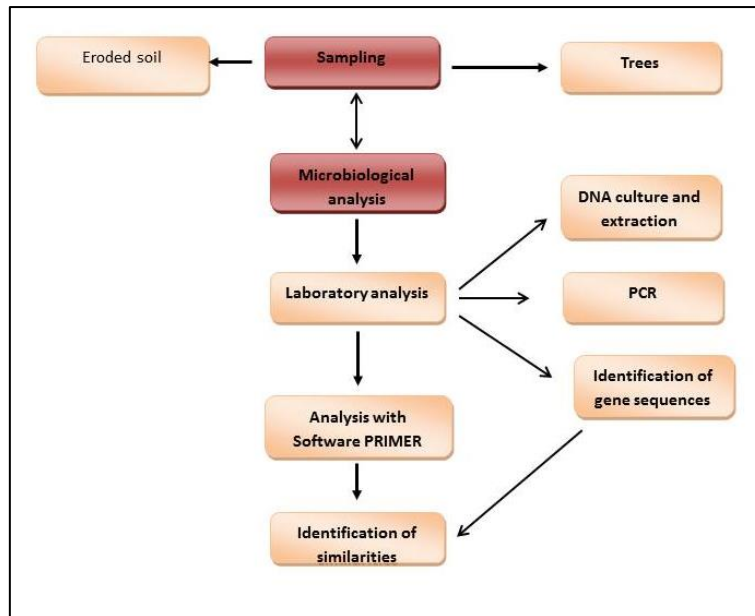 Eroded soil
Sampling
Trees
Microbiological
analysis
DNA culture and
extraction
Laboratory analysis
PCR
Identification of
gene sequences
Analysis with
Software PRIMER
Identification of
similarities